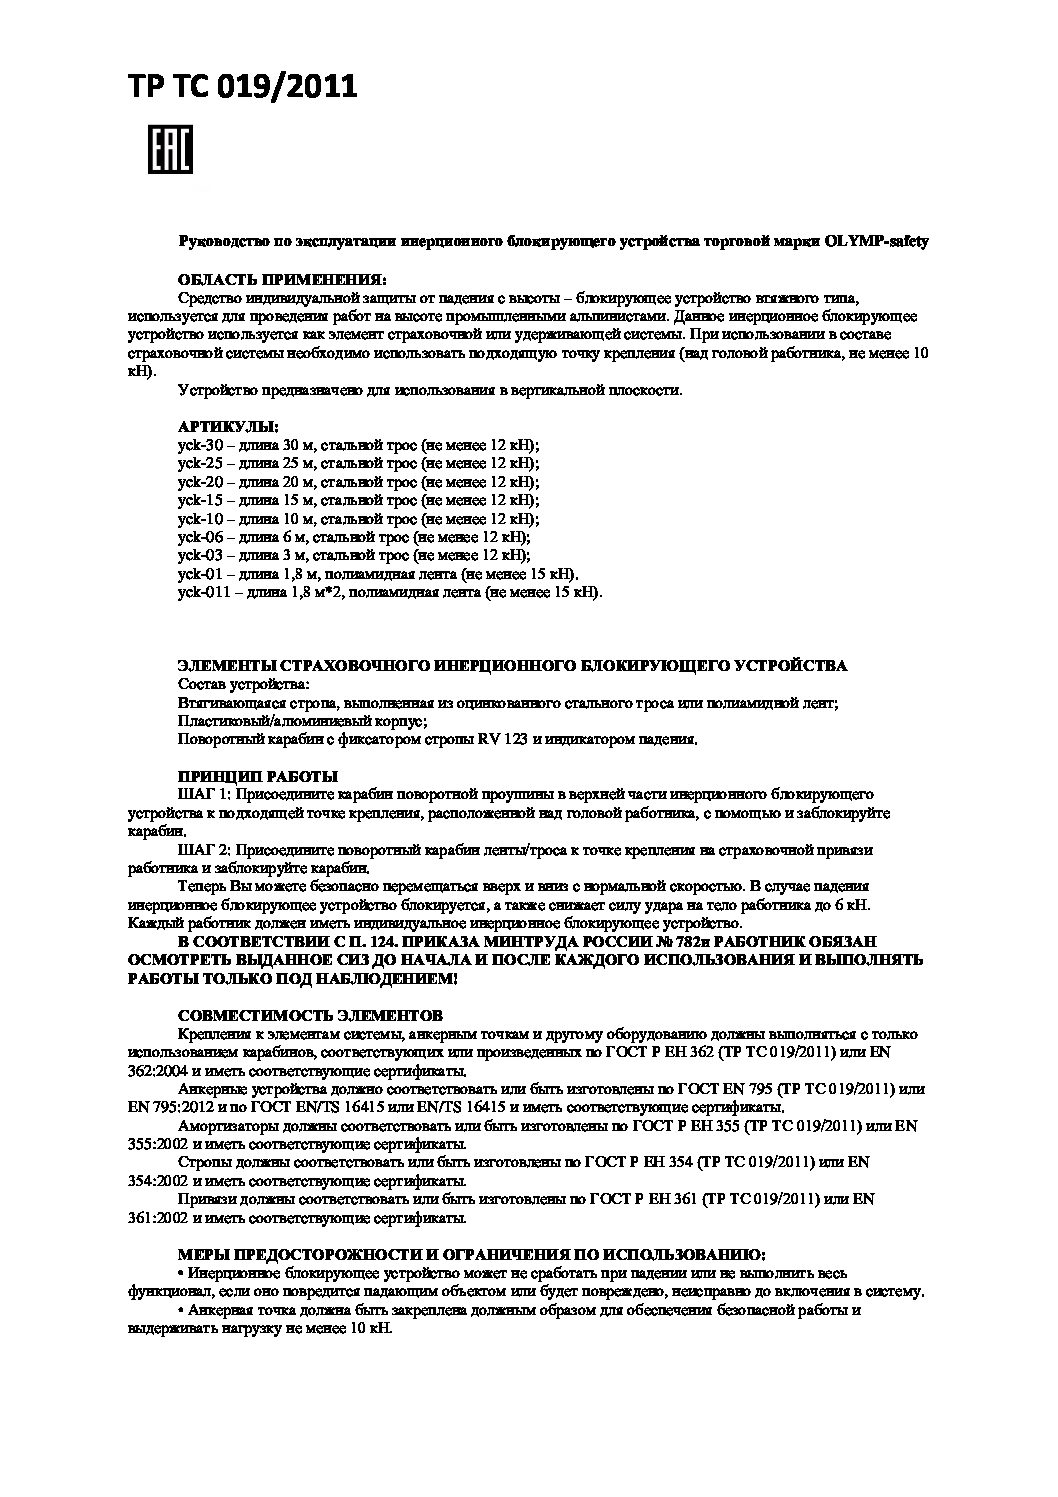 ТР ТС 019/2011
EAC
Руководство по эксплуатации инерционного блокирующего устройства торговой марки OLYMP-safety
ОБЛАСТЬ ПРИМЕНЕНИЯ:
Средство индивидуальной защиты от падения с высоты – блокирующее устройство втяжного типа,
используется для проведения работ на высоте промышленными альпинистами. Данное инерционное блокирующее
устройство используется как элемент страховочной или удерживающей системы. При использовании в составе
страховочной системы необходимо использовать подходящую точку крепления (над головой работника, не менее 10
кН).
Устройство предназначено для использования в вертикальной плоскости.
АРТИКУЛЫ:
yck-30 – длина 30 м, стальной трос (не менее 12 кН);
yck-25 – длина 25 м, стальной трос (не менее 12 кН);
yck-20 – длина 20 м, стальной трос (не менее 12 кН);
yck-15 – длина 15 м, стальной трос (не менее 12 кН);
yck-10 – длина 10 м, стальной трос (не менее 12 кН);
yck-06 – длина 6 м, стальной трос (не менее 12 кН);
yck-03 – длина 3 м, стальной трос (не менее 12 кН);
yck-01 – длина 1,8 м, полиамидная лента (не менее 15 кН).
yck-011 – длина 1,8 м*2, полиамидная лента (не менее 15 кН).
ЭЛЕМЕНТЫ СТРАХОВОЧНОГО ИНЕРЦИОННОГО БЛОКИРУЮЩЕГО УСТРОЙСТВА
Состав устройства:
Втягивающаяся стропа, выполненная из оцинкованного стального троса или полиамидной лент;
Пластиковый/алюминиевый корпус;
Поворотный карабин с фиксатором стропы RV 123 и индикатором падения.
ПРИНЦИП РАБОТЫ
ШАГ 1: Присоедините карабин поворотной проушины в верхней части инерционного блокирующего
устройства к подходящей точке крепления, расположенной над головой работника, с помощью и заблокируйте
карабин.
ШАГ 2: Присоедините поворотный карабин ленты/троса к точке крепления на страховочной привязи
работника и заблокируйте карабин.
Теперь Вы можете безопасно перемещаться вверх и вниз с нормальной скоростью. В случае падения
инерционное блокирующее устройство блокируется, а также снижает силу удара на тело работника до 6 кН.
Каждый работник должен иметь индивидуальное инерционное блокирующее устройство.
В СООТВЕТСТВИИ С П. 124. ПРИКАЗА МИНТРУДА РОССИИ № 782н РАБОТНИК ОБЯЗАН
ОСМОТРЕТЬ ВЫДАННОЕ СИЗ ДО НАЧАЛА И ПОСЛЕ КАЖДОГО ИСПОЛЬЗОВАНИЯ И ВЫПОЛНЯТЬ
РАБОТЫ ТОЛЬКО ПОД НАБЛЮДЕНИЕМ!
СОВМЕСТИМОСТЬ ЭЛЕМЕНТОВ
Крепления к элементам системы, анкерным точкам и другому оборудованию должны выполняться с только
использованием карабинов, соответствующих или произведенных по ГОСТ Р ЕН 362 (ТР ТС 019/2011) или EN
362:2004 и иметь соответствующие сертификаты.
Анкерные устройства должно соответствовать или быть изготовлены по ГОСТ EN 795 (ТР ТС 019/2011) или
EN 795:2012 и по ГОСТ EN/TS 16415 или EN/TS 16415 и иметь соответствующие сертификаты.
Амортизаторы должны соответствовать или быть изготовлены по ГОСТ Р ЕН 355 (ТР ТС 019/2011) или EN
355:2002 и иметь соответствующие сертификаты.
Стропы должны соответствовать или быть изготовлены по ГОСТ Р ЕН 354 (ТР ТС 019/2011) или EN
354:2002 и иметь соответствующие сертификаты.
Привязи должны соответствовать или быть изготовлены по ГОСТ Р ЕН 361 (ТР ТС 019/2011) или EN
361:2002 и иметь соответствующие сертификаты.
МЕРЫ ПРЕДОСТОРОЖНОСТИ И ОГРАНИЧЕНИЯ ПО ИСПОЛЬЗОВАНИЮ:
• Инерционное блокирующее устройство может не сработать при падении или не выполнить весь
функционал, если оно повредится падающим объектом или будет повреждено, неисправно до включения в систему.
• Анкерная точка должна быть закреплена должным образом для обеспечения безопасной работы и
выдерживать нагрузку не менее 10 кН.